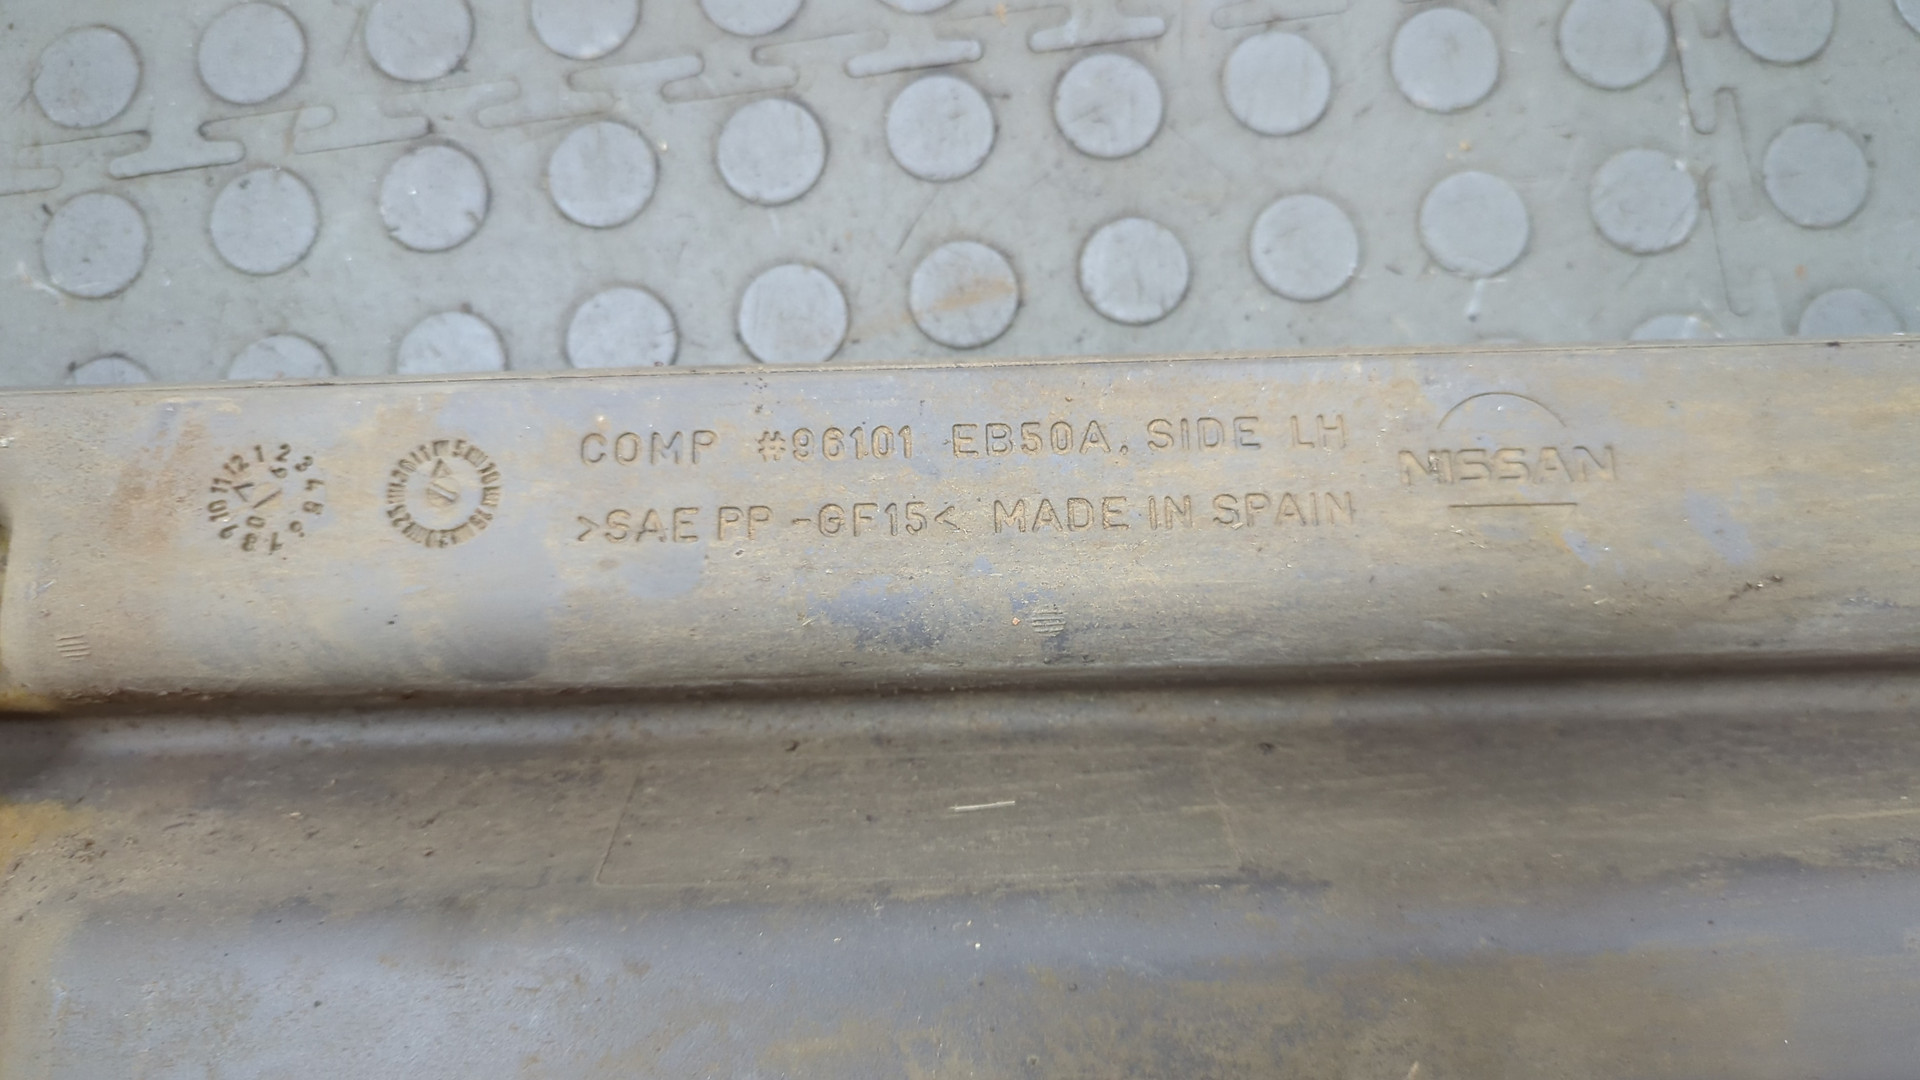 COMP #96101 EB50A, SIDE LH
>SAE PP -GF15< MADE IN SPAIN
NISSAN